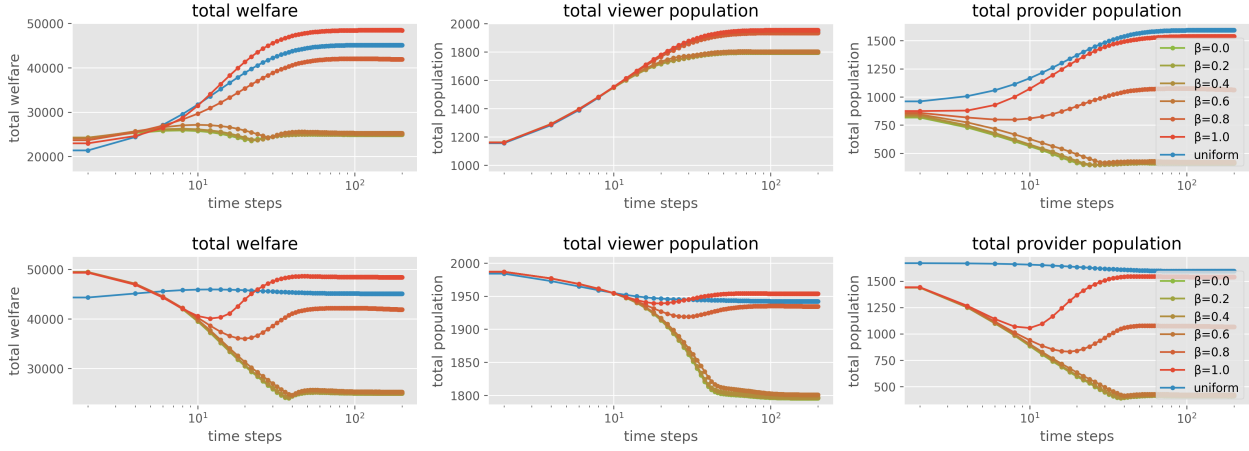 total welfare
total welfare
50000
40000
30000
20000
10¹
10²
time steps
total viewer population
total population
2000
1800
1600
1400
1200
1000
10¹
10²
time steps
total provider population
total population
1500
1250
1000
750
500
10¹
10²
time steps
β=0.0
β=0.2
β=0.4
β=0.6
β=0.8
β=1.0
uniform
total welfare
total welfare
50000
40000
30000
10¹
10²
time steps
total viewer population
total population
2000
1950
1900
1850
1800
10¹
10²
time steps
total provider population
total population
1500
1250
1000
750
500
10¹
10²
time steps
β=0.0
β=0.2
β=0.4
β=0.6
β=0.8
β=1.0
uniform